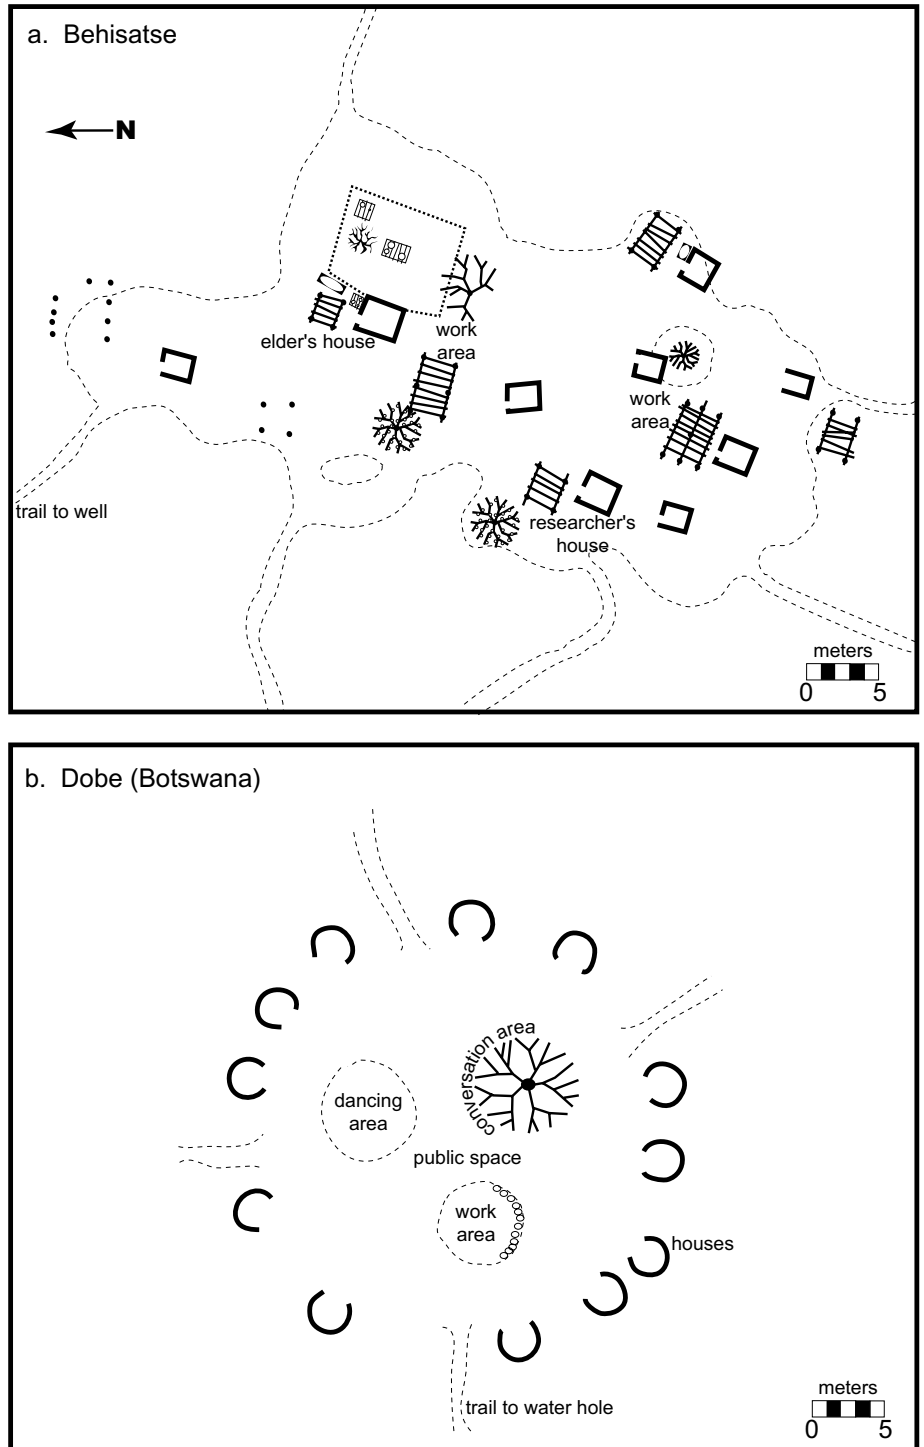 a. Behisatse
N
elder's house
work
area
work
area
trail to well
researcher's
house
meters
0 5
b. Dobe (Botswana)
conversation area
dancing
area
public space
work
area
houses
trail to water hole
meters
0 5